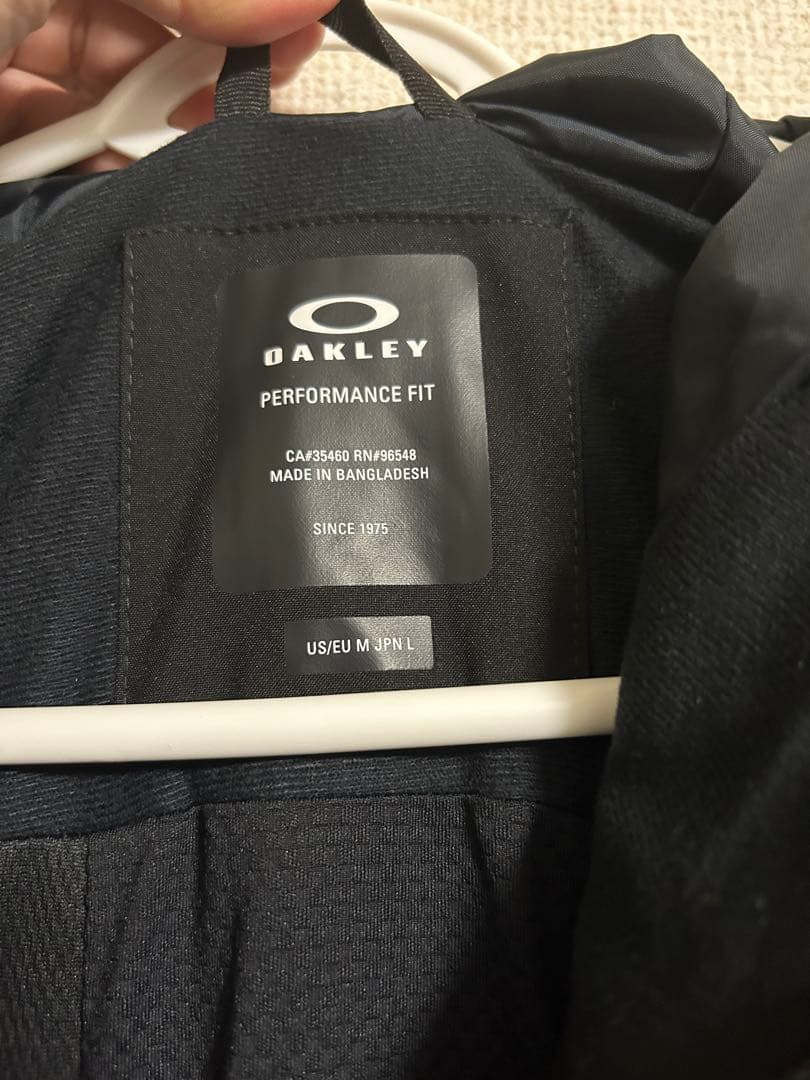 OAKLEY
PERFORMANCE FIT
CA#35460 RN#96548
MADE IN BANGLADESH
SINCE 1975
US/EU M JPN L